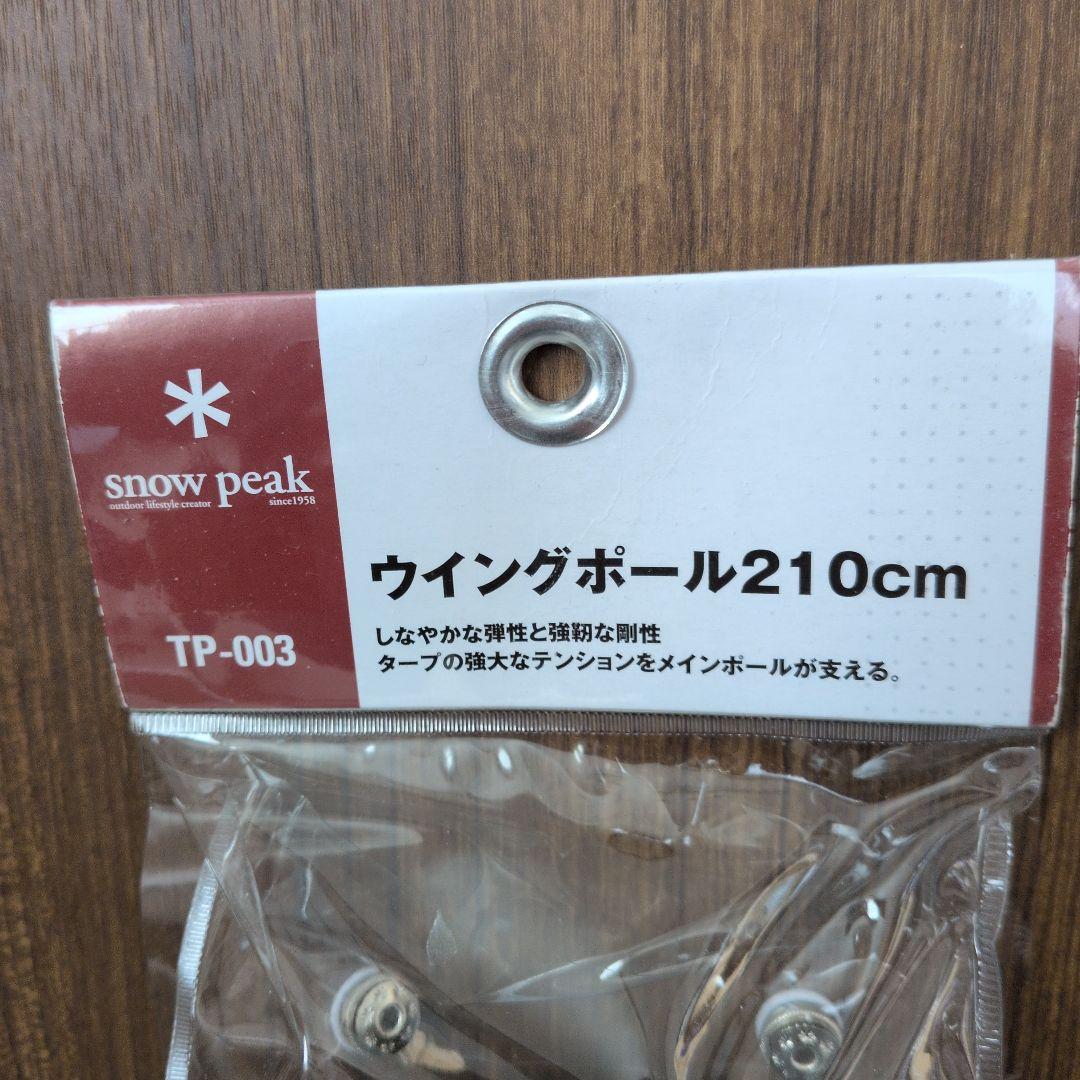 snow peak
outdoor lifestyle creator since1958
TP-003
ウイングポール210cm
しなやかな弾性と強靭な剛性
タープの強大なテンションをメインポールが支える。